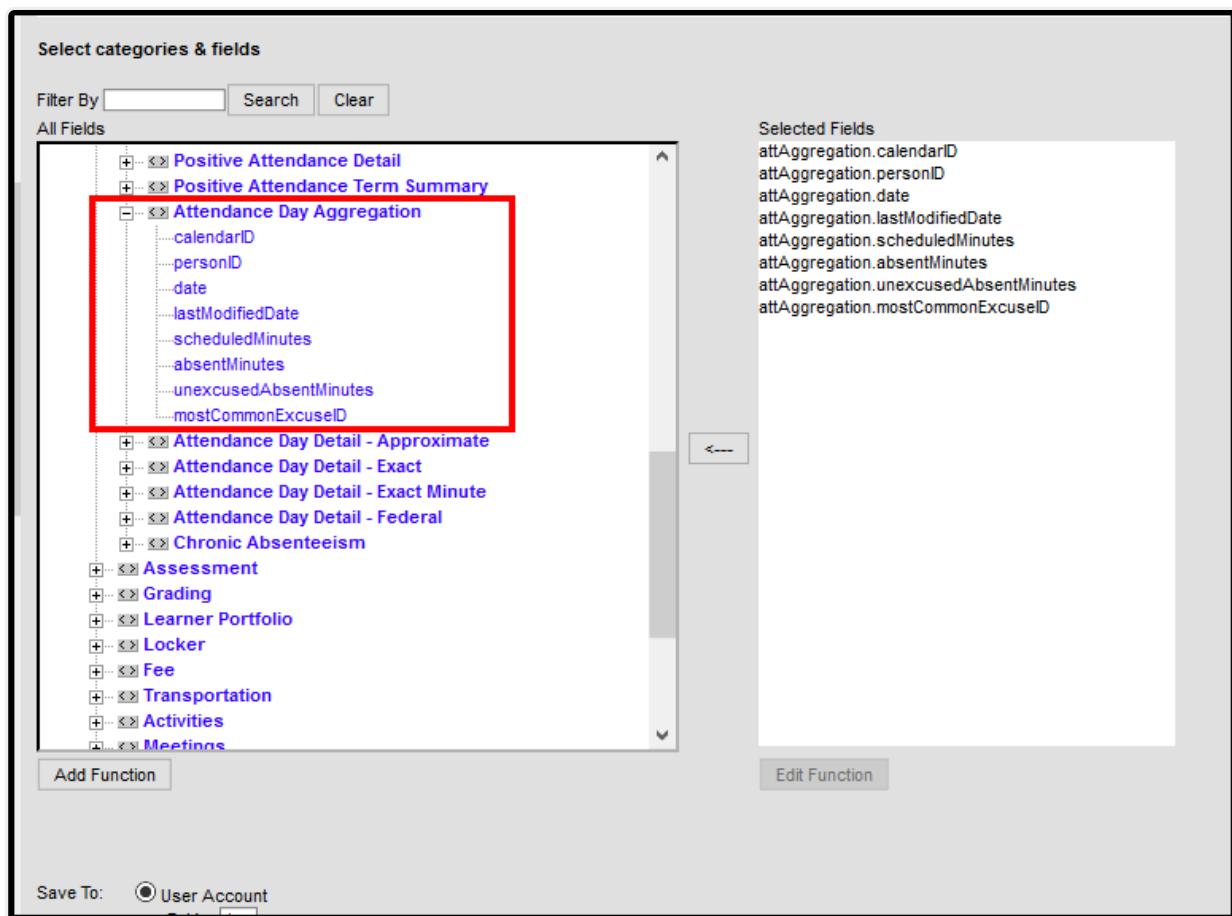 Select categories & fields
Filter By
Search
Clear
All Fields
Positive Attendance Detail
Positive Attendance Term Summary
Attendance Day Aggregation
calendarID
personID
date
lastModifiedDate
scheduledMinutes
absentMinutes
unexcusedAbsentMinutes
mostCommonExcuseID
Attendance Day Detail - Approximate
Attendance Day Detail - Exact
Attendance Day Detail - Exact Minute
Attendance Day Detail - Federal
Chronic Absenteeism
Assessment
Grading
Learner Portfolio
Locker
Fee
Transportation
Activities
Meetings
Add Function
<---
Selected Fields
attAggregation.calendarID
attAggregation.personID
attAggregation.date
attAggregation.lastModifiedDate
attAggregation.scheduledMinutes
attAggregation.absentMinutes
attAggregation.unexcusedAbsentMinutes
attAggregation.mostCommonExcuseID
Edit Function
Save To:
User Account